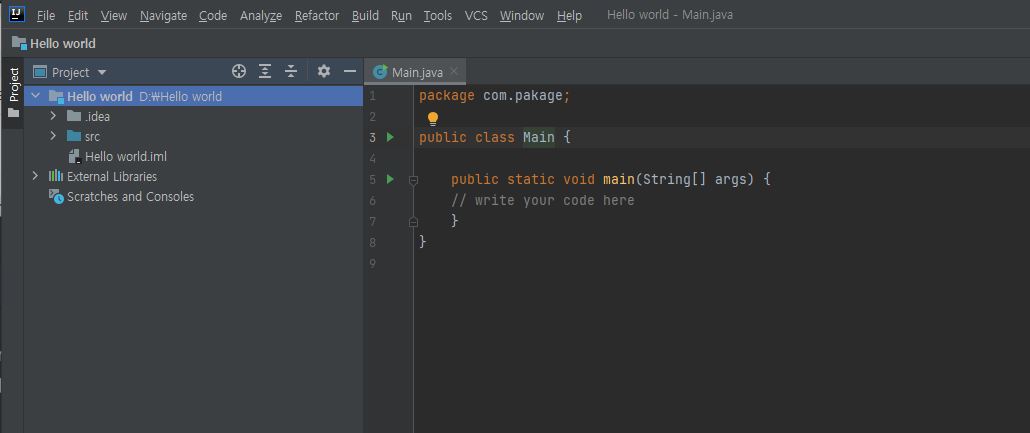 IJ File Edit View Navigate Code Analyze Refactor Build Run Tools VCS Window Help Hello world - Main.java
Hello world
Project
Project
Main.java
Hello world D:₩Hello world
.idea
src
Hello world.iml
External Libraries
Scratches and Consoles
1 package com.pakage;
2
3 public class Main {
4
5 public static void main(String[] args) {
6 // write your code here
7 }
8 }
9